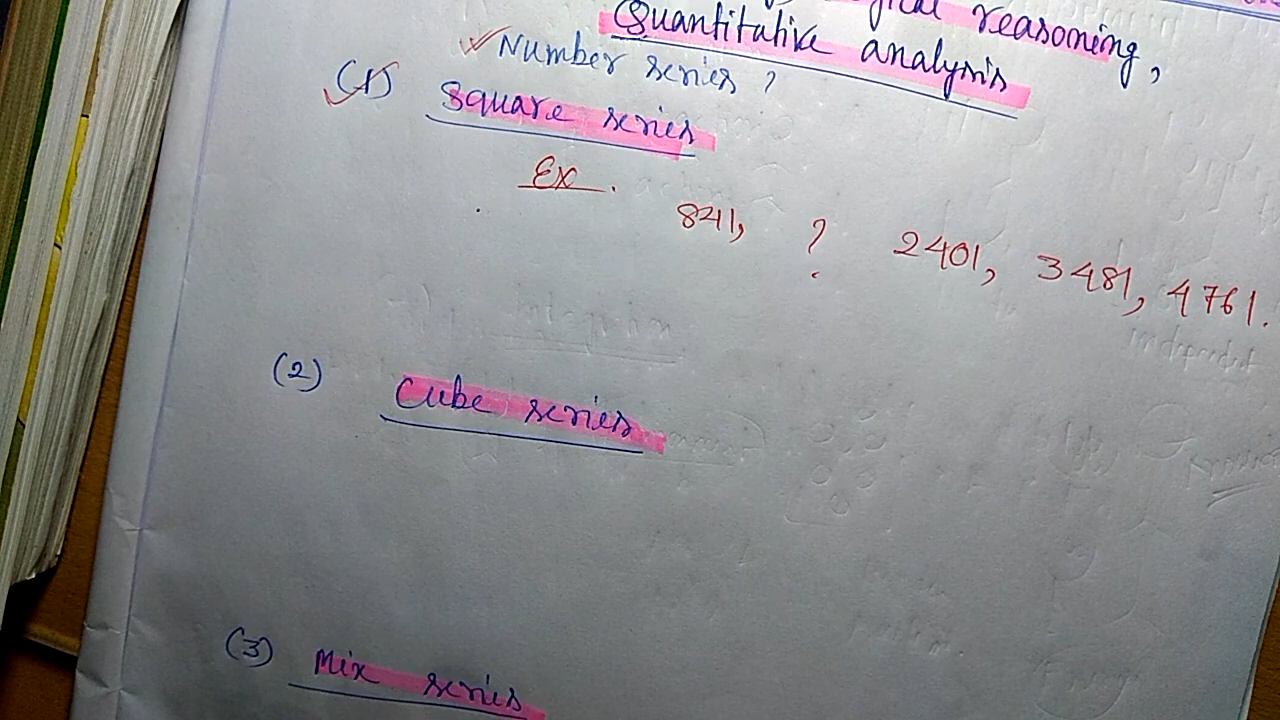 reasoning,
Quantitative analysis
Number series ?
(1) Square series
Ex.
841, ? 2401, 3481, 4761.
(2) Cube series
(3) Mix series